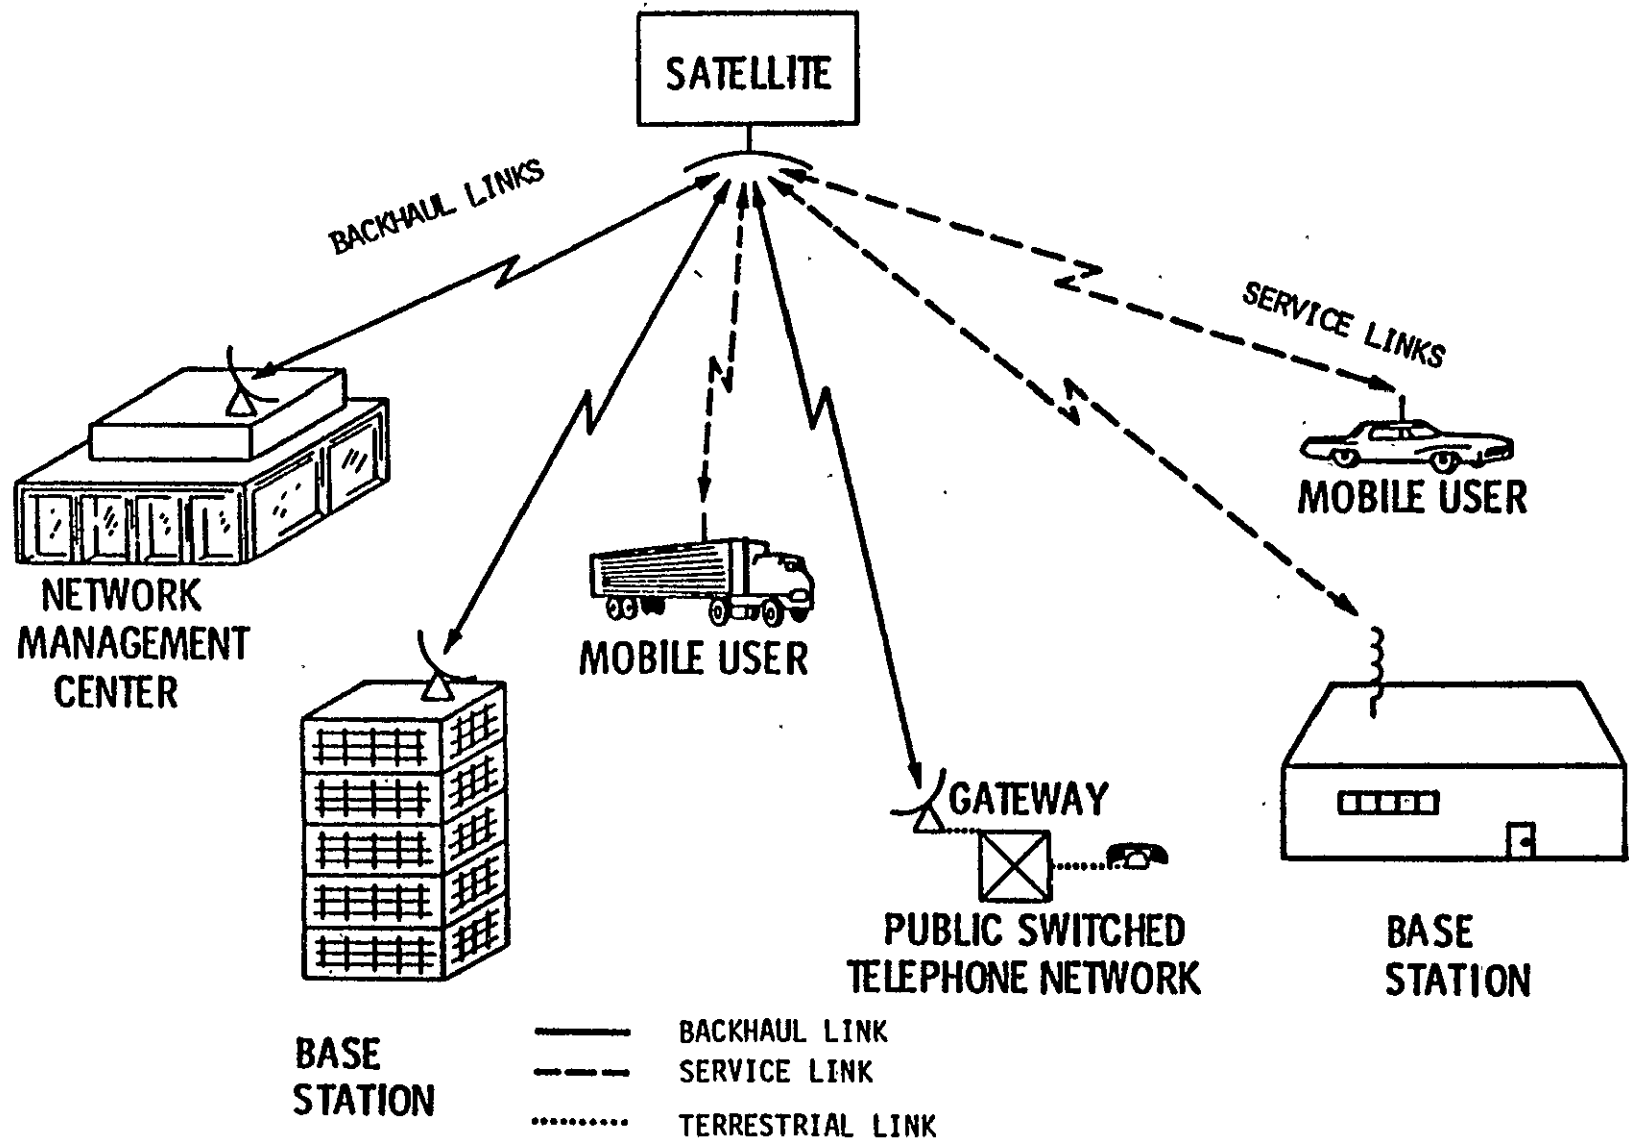 SATELLITE
BACKHAUL LINKS
SERVICE LINKS
MOBILE USER
NETWORK
MANAGEMENT
CENTER
MOBILE USER
GATEWAY
PUBLIC SWITCHED
TELEPHONE NETWORK
BASE
STATION
BASE
STATION
BACKHAUL LINK
SERVICE LINK
TERRESTRIAL LINK